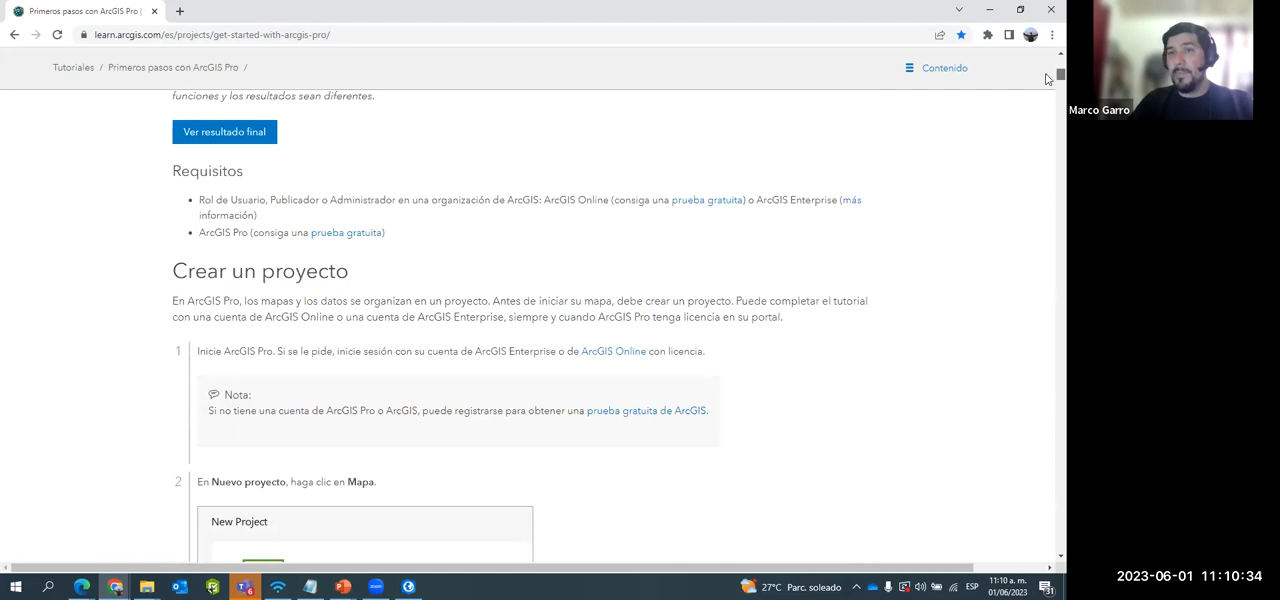 Primeros pasos con ArcGIS Pro |
learn.arcgis.com/es/projects/get-started-with-arcgis-pro/
Tutoriales / Primeros pasos con ArcGIS Pro /
Contenido
Marco Garro
funciones y los resultados sean diferentes.
Ver resultado final
Requisitos
• Rol de Usuario, Publicador o Administrador en una organización de ArcGIS: ArcGIS Online (consiga una prueba gratuita) o ArcGIS Enterprise (más
información)
• ArcGIS Pro (consiga una prueba gratuita)
Crear un proyecto
En ArcGIS Pro, los mapas y los datos se organizan en un proyecto. Antes de iniciar su mapa, debe crear un proyecto. Puede completar el tutorial
con una cuenta de ArcGIS Online o una cuenta de ArcGIS Enterprise, siempre y cuando ArcGIS Pro tenga licencia en su portal.
1 Inicie ArcGIS Pro. Si se le pide, inicie sesión con su cuenta de ArcGIS Enterprise o de ArcGIS Online con licencia.
Nota:
Si no tiene una cuenta de ArcGIS Pro o ArcGIS, puede registrarse para obtener una prueba gratuita de ArcGIS.
2 En Nuevo proyecto, haga clic en Mapa.
New Project
27°C Parc. soleado
ESP
11:10 a. m.
01/06/2023
31
2023-06-01 11:10:34